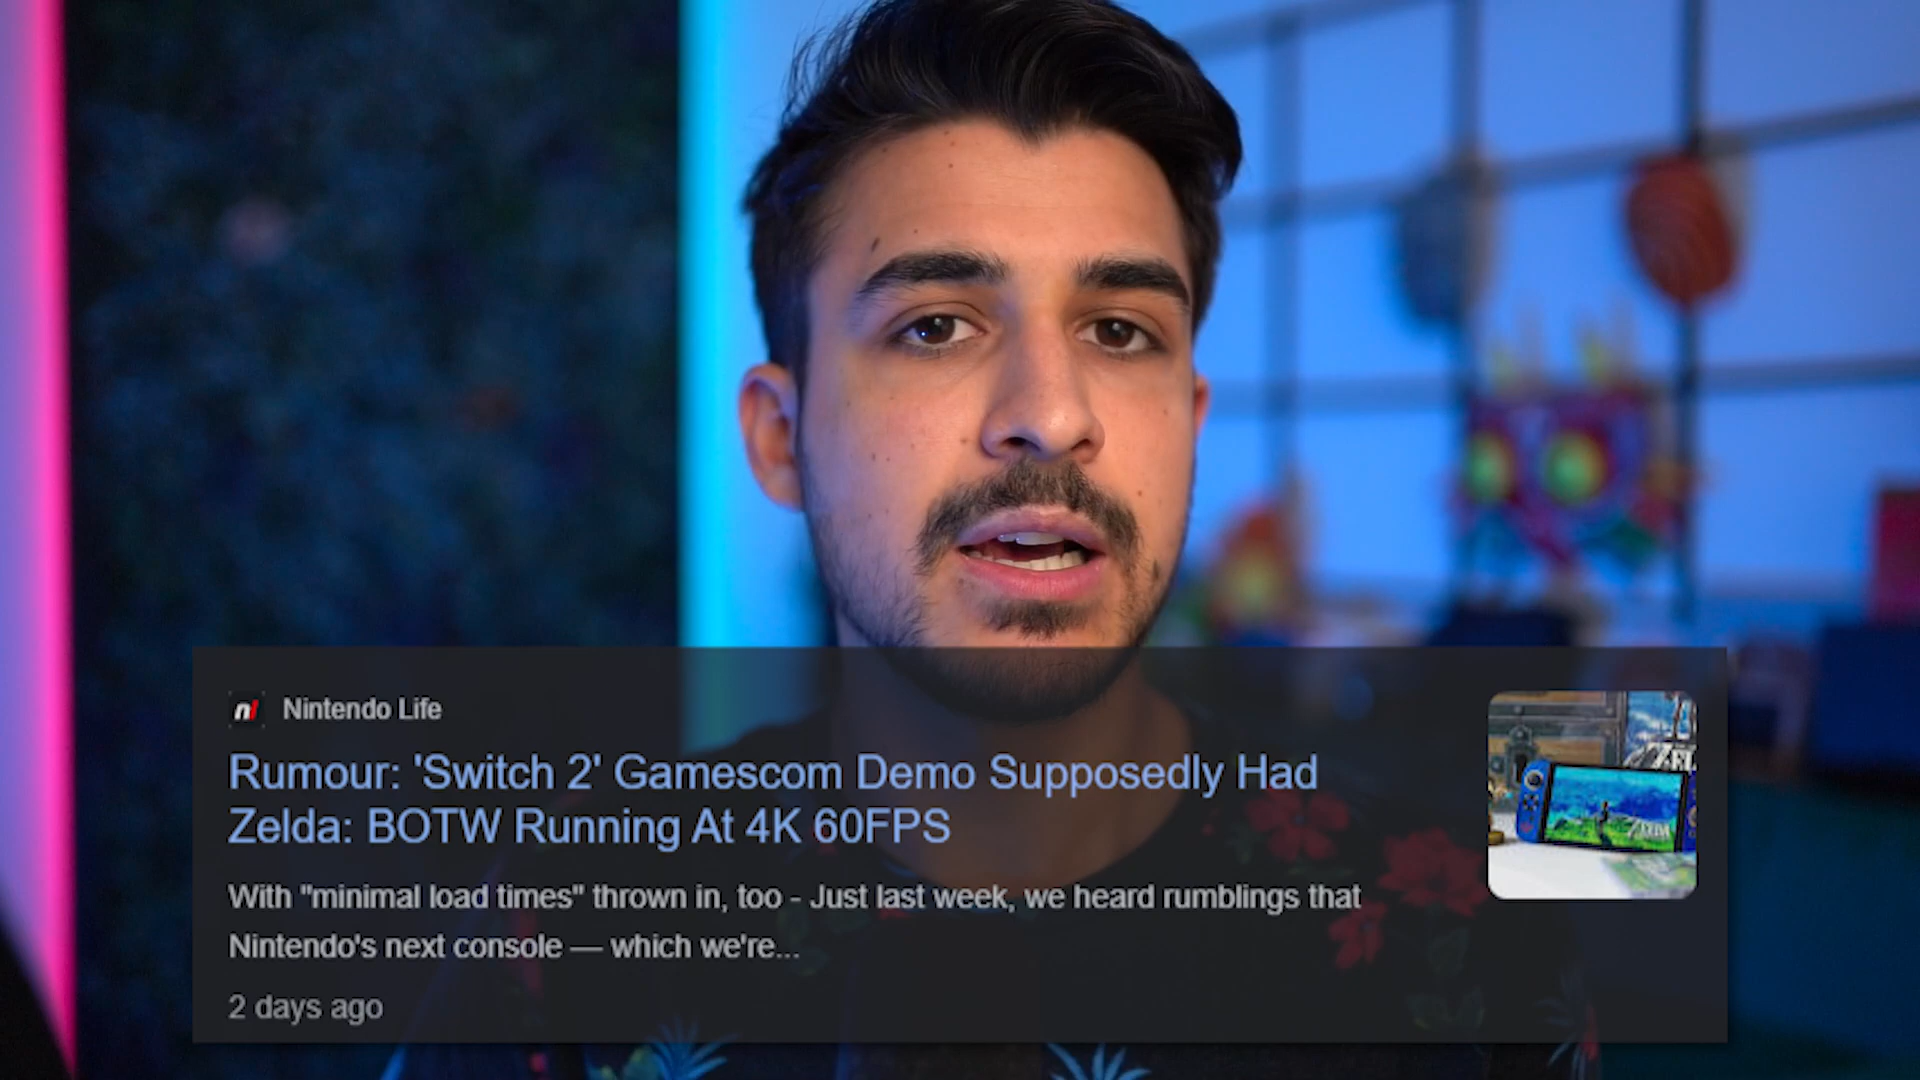 Nintendo Life
Rumour: 'Switch 2' Gamescom Demo Supposedly Had
Zelda: BOTW Running At 4K 60FPS
With "minimal load times" thrown in, too - Just last week, we heard rumblings that
Nintendo's next console — which we're...
2 days ago